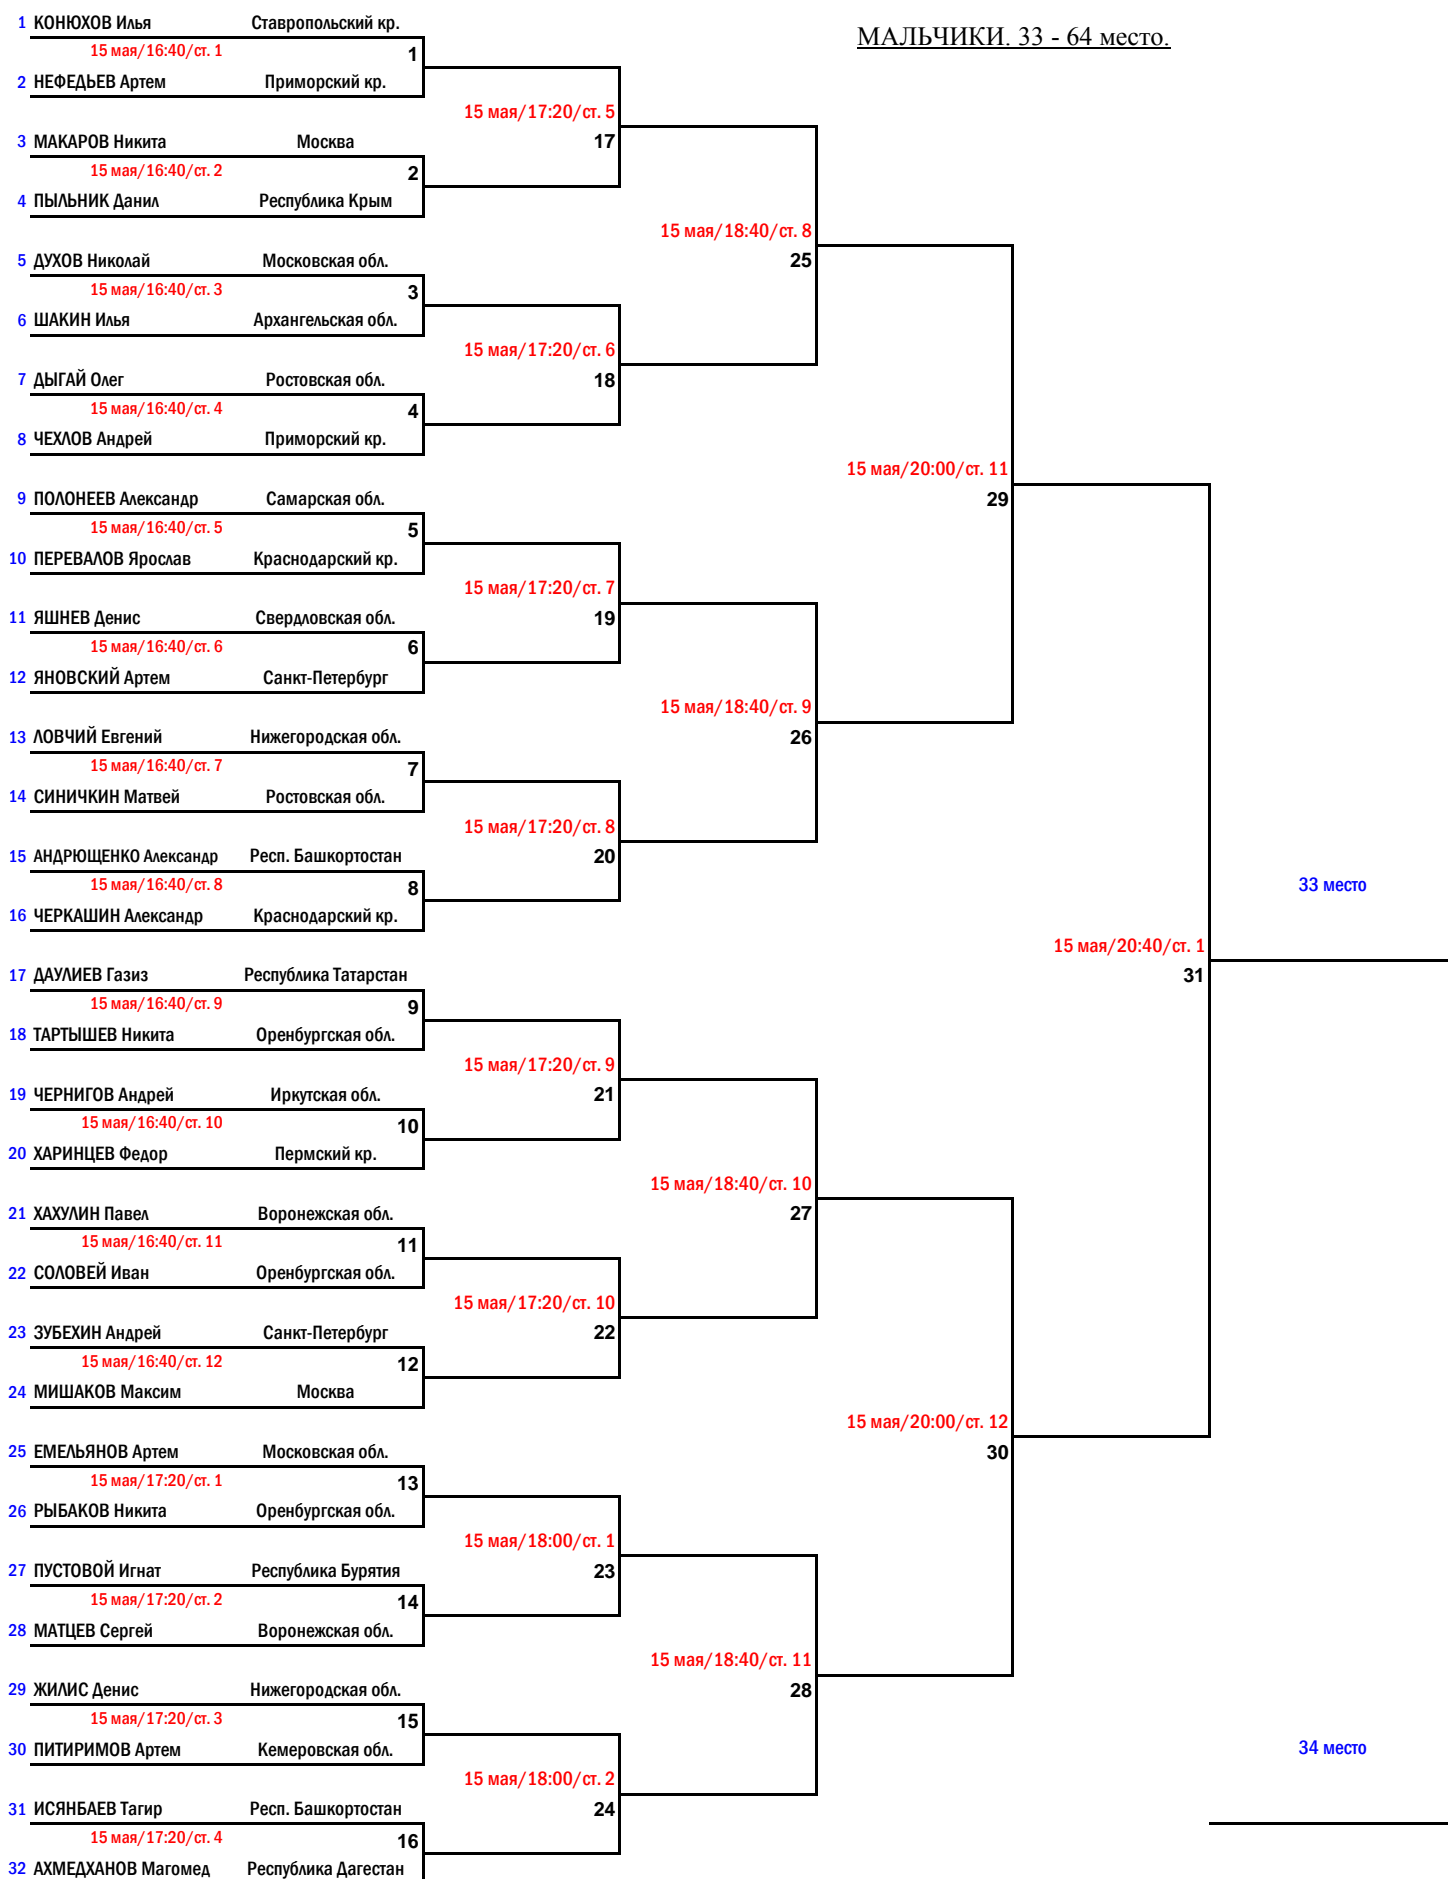 МАЛЬЧИКИ. 33 - 64 место.
1 КОНЮХОВ Илья Ставропольский кр.
15 мая/16:40/ст. 1 1
2 НЕФЕДЬЕВ Артем Приморский кр.
15 мая/17:20/ст. 5
3 МАКАРОВ Никита Москва 17
15 мая/16:40/ст. 2 2
4 ПЫЛЬНИК Данил Республика Крым
15 мая/18:40/ст. 8
5 ДУХОВ Николай Московская обл. 25
15 мая/16:40/ст. 3 3
6 ШАКИН Илья Архангельская обл.
15 мая/17:20/ст. 6
7 ДЫГАЙ Олег Ростовская обл. 18
15 мая/16:40/ст. 4 4
8 ЧЕХЛОВ Андрей Приморский кр.
15 мая/20:00/ст. 11
9 ПОЛОНЕЕВ Александр Самарская обл. 29
15 мая/16:40/ст. 5 5
10 ПЕРЕВАЛОВ Ярослав Краснодарский кр.
15 мая/17:20/ст. 7
11 ЯШНЕВ Денис Свердловская обл. 19
15 мая/16:40/ст. 6 6
12 ЯНОВСКИЙ Артем Санкт-Петербург
15 мая/18:40/ст. 9
13 ЛОВЧИЙ Евгений Нижегородская обл. 26
15 мая/16:40/ст. 7 7
14 СИНИЧКИН Матвей Ростовская обл.
15 мая/17:20/ст. 8
15 АНДРЮЩЕНКО Александр Респ. Башкортостан 20
15 мая/16:40/ст. 8 8 33 место
16 ЧЕРКАШИН Александр Краснодарский кр.
15 мая/20:40/ст. 1
17 ДАУЛИЕВ Газиз Республика Татарстан 31
15 мая/16:40/ст. 9 9
18 ТАРТЫШЕВ Никита Оренбургская обл.
15 мая/17:20/ст. 9
19 ЧЕРНИГОВ Андрей Иркутская обл. 21
15 мая/16:40/ст. 10 10
20 ХАРИНЦЕВ Федор Пермский кр.
15 мая/18:40/ст. 10
21 ХАХУЛИН Павел Воронежская обл. 27
15 мая/16:40/ст. 11 11
22 СОЛОВЕЙ Иван Оренбургская обл.
15 мая/17:20/ст. 10
23 ЗУБЕХИН Андрей Санкт-Петербург 22
15 мая/16:40/ст. 12 12
24 МИШАКОВ Максим Москва
15 мая/20:00/ст. 12
25 ЕМЕЛЬЯНОВ Артем Московская обл. 30
15 мая/17:20/ст. 1 13
26 РЫБАКОВ Никита Оренбургская обл.
15 мая/18:00/ст. 1
27 ПУСТОВОЙ Игнат Республика Бурятия 23
15 мая/17:20/ст. 2 14
28 МАТЦЕВ Сергей Воронежская обл.
15 мая/18:40/ст. 11
29 ЖИЛИС Денис Нижегородская обл. 28
15 мая/17:20/ст. 3 15
30 ПИТИРИМОВ Артем Кемеровская обл. 34 место
15 мая/18:00/ст. 2
31 ИСЯНБАЕВ Тагир Респ. Башкортостан 24
15 мая/17:20/ст. 4 16
32 АХМЕДХАНОВ Магомед Республика Дагестан